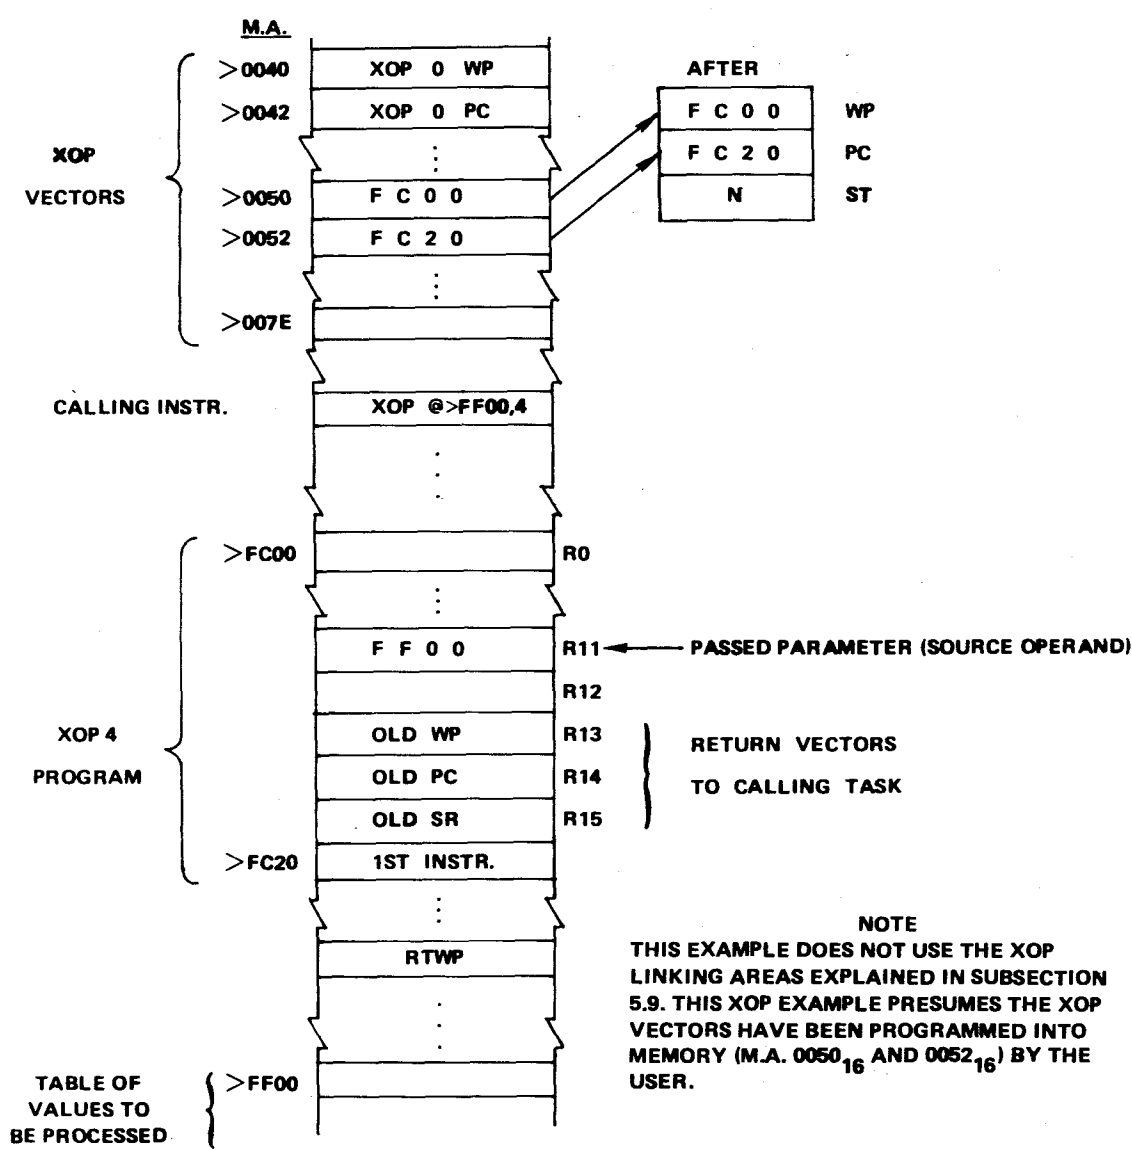 M.A.
>0040 XOP 0 WP
>0042 XOP 0 PC
XOP
VECTORS
>0050 F C 0 0
>0052 F C 2 0
>007E
AFTER
F C 0 0 WP
F C 2 0 PC
N ST
CALLING INSTR. XOP @>FF00,4
>FC00 R0
F F 0 0 R11 PASSED PARAMETER (SOURCE OPERAND)
R12
XOP 4
PROGRAM
OLD WP R13
OLD PC R14
OLD SR R15
RETURN VECTORS
TO CALLING TASK
>FC20 1ST INSTR.
RTWP
NOTE
THIS EXAMPLE DOES NOT USE THE XOP
LINKING AREAS EXPLAINED IN SUBSECTION
5.9. THIS XOP EXAMPLE PRESUMES THE XOP
VECTORS HAVE BEEN PROGRAMMED INTO
MEMORY (M.A. 0050₁₆ AND 0052₁₆) BY THE
USER.
TABLE OF
VALUES TO
BE PROCESSED
>FF00